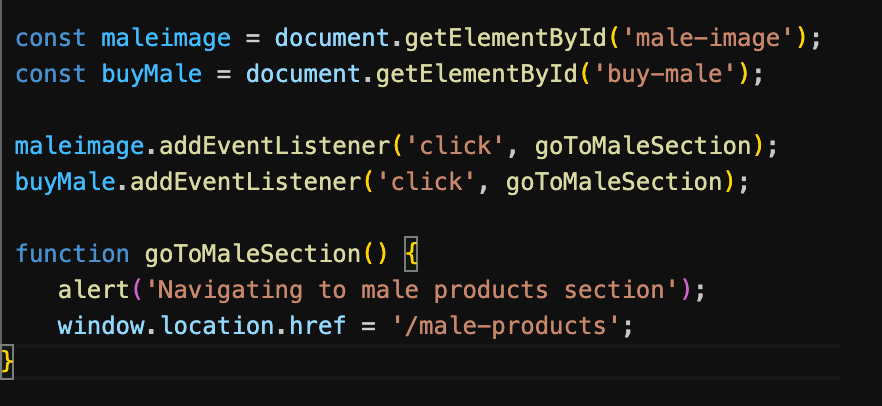 const maleimage = document.getElementById('male-image');
const buyMale = document.getElementById('buy-male');
maleimage.addEventListener('click', goToMaleSection);
buyMale.addEventListener('click', goToMaleSection);
function goToMaleSection() {
alert('Navigating to male products section');
window.location.href = '/male-products';
}